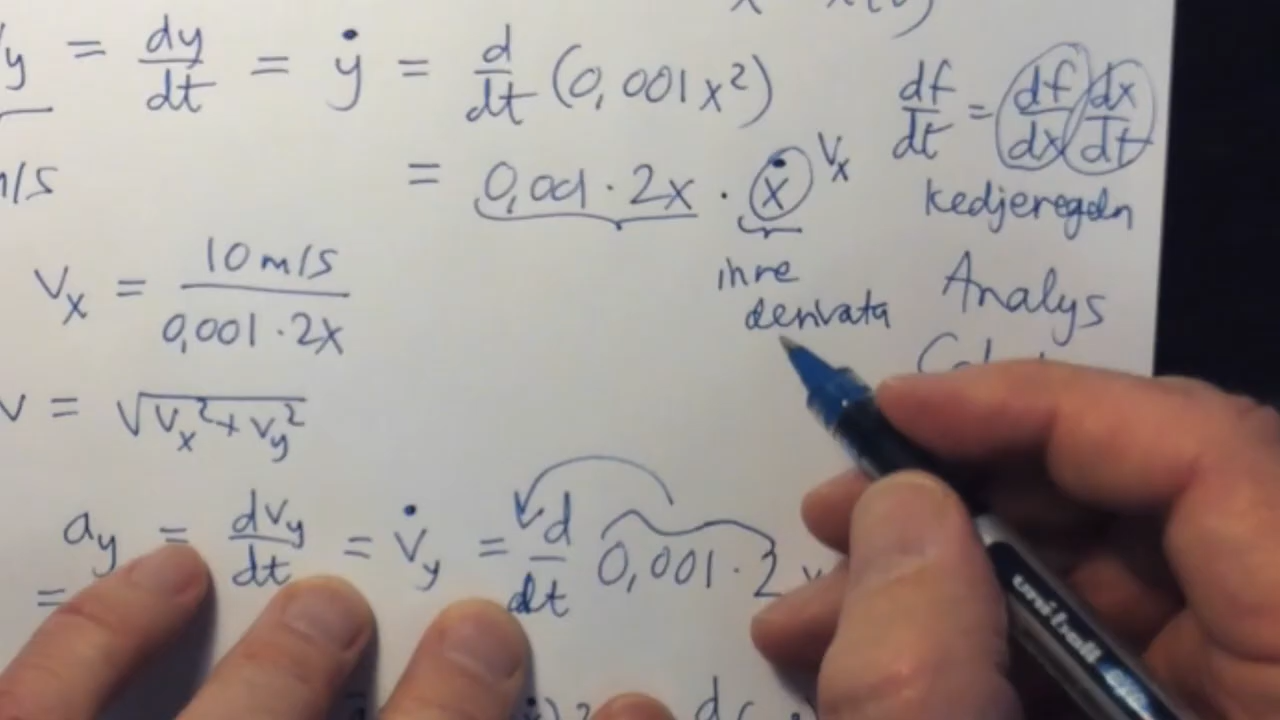 y = dy/dt = ẏ = d/dt (0,001x²)
= 0,001 · 2x · ẋ vx
m/s
df/dt = df/dx dx/dt
kedjeregeln
inre
derivata
Analys
vx = 10 m/s / 0,001 · 2x
v = √vx² + vy²
ay = dvy/dt = v̇y = d/dt 0,001 · 2
=
uni-ball